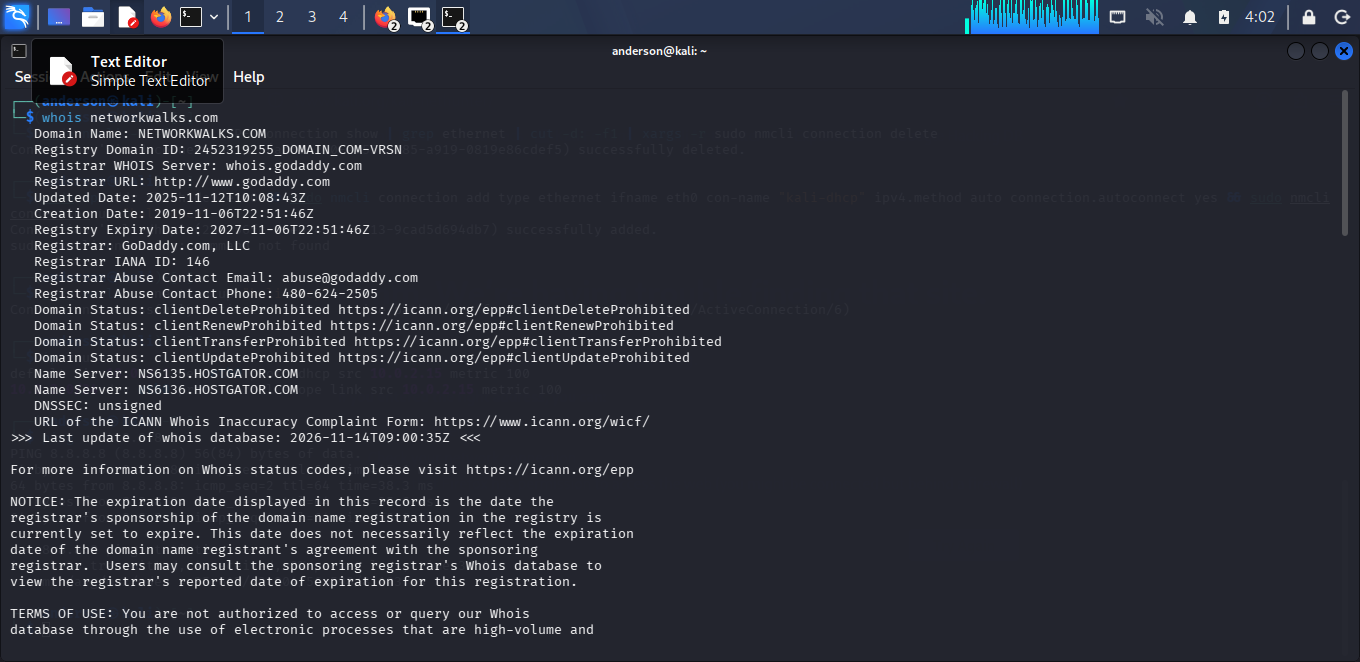 1 2 3 4 2 2 2 4:02
anderson@kali: ~
Text Editor
Simple Text Editor
Help
(anderson㉿kali)-[~]
$ whois networkwalks.com
Domain Name: NETWORKWALKS.COM
Registry Domain ID: 2452319255_DOMAIN_COM-VRSN
Registrar WHOIS Server: whois.godaddy.com
Registrar URL: http://www.godaddy.com
Updated Date: 2025-11-12T10:08:43Z
Creation Date: 2019-11-06T22:51:46Z
Registry Expiry Date: 2027-11-06T22:51:46Z
Registrar: GoDaddy.com, LLC
Registrar IANA ID: 146
Registrar Abuse Contact Email: abuse@godaddy.com
Registrar Abuse Contact Phone: 480-624-2505
Domain Status: clientDeleteProhibited https://icann.org/epp#clientDeleteProhibited
Domain Status: clientRenewProhibited https://icann.org/epp#clientRenewProhibited
Domain Status: clientTransferProhibited https://icann.org/epp#clientTransferProhibited
Domain Status: clientUpdateProhibited https://icann.org/epp#clientUpdateProhibited
Name Server: NS6135.HOSTGATOR.COM
Name Server: NS6136.HOSTGATOR.COM
DNSSEC: unsigned
URL of the ICANN Whois Inaccuracy Complaint Form: https://www.icann.org/wicf/
>>> Last update of whois database: 2026-11-14T09:00:35Z <<<
For more information on Whois status codes, please visit https://icann.org/epp
NOTICE: The expiration date displayed in this record is the date the
registrar's sponsorship of the domain name registration in the registry is
currently set to expire. This date does not necessarily reflect the expiration
date of the domain name registrant's agreement with the sponsoring
registrar.  Users may consult the sponsoring registrar's Whois database to
view the registrar's reported date of expiration for this registration.
TERMS OF USE: You are not authorized to access or query our Whois
database through the use of electronic processes that are high-volume and